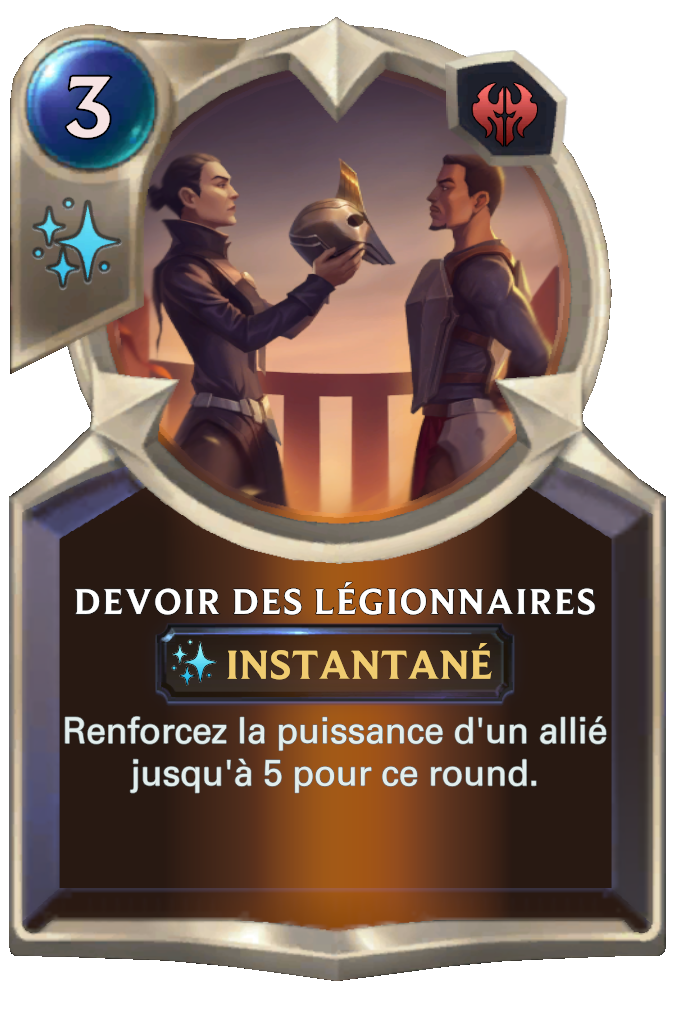 3
DEVOIR DES LÉGIONNAIRES
INSTANTANÉ
Renforcez la puissance d'un allié
jusqu'à 5 pour ce round.